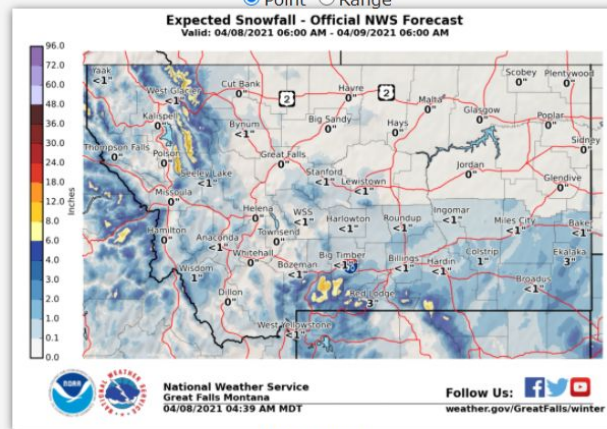 Point Range
Expected Snowfall - Official NWS Forecast
Valid: 04/08/2021 06:00 AM - 04/09/2021 06:00 AM
96.0
72.0
60.0
48.0
36.0
30.0
24.0
18.0
12.0
8.0
6.0
4.0
3.0
2.0
1.0
0.1
0.0
Inches
Yaak
<1"
West Glacier
<1"
Cut Bank
0"
Havre
0"
2
2
Malta
0"
Scobey
0"
Plentywood
0"
Kalispell
0"
Bynum
<1"
Big Sandy
0"
Hays
0"
Glasgow
0"
Poplar
0"
Sidney
0"
Thompson Falls
0"
Polson
0"
Seeley Lake
<1"
Great Falls
0"
Stanford
<1"
Lewistown
<1"
Jordan
0"
Glendive
0"
Missoula
0"
Helena
0"
WSS
<1"
Harlowton
<1"
Roundup
<1"
Ingomar
<1"
Miles City
<1"
Bake
<1"
Hamilton
0"
Anaconda
<1"
Townsend
0"
Whitehall
0"
Bozeman
<1"
Big Timber
<1"
Billings
<1"
Hardin
<1"
Colstrip
1"
Ekalaka
3"
Wisdom
1"
Dillon
0"
Red Lodge
3"
Broadus
<1"
West Yellowstone
<1"
NOAA
National Weather Service
Great Falls Montana
04/08/2021 04:39 AM MDT
Follow Us:
weather.gov/GreatFalls/winter